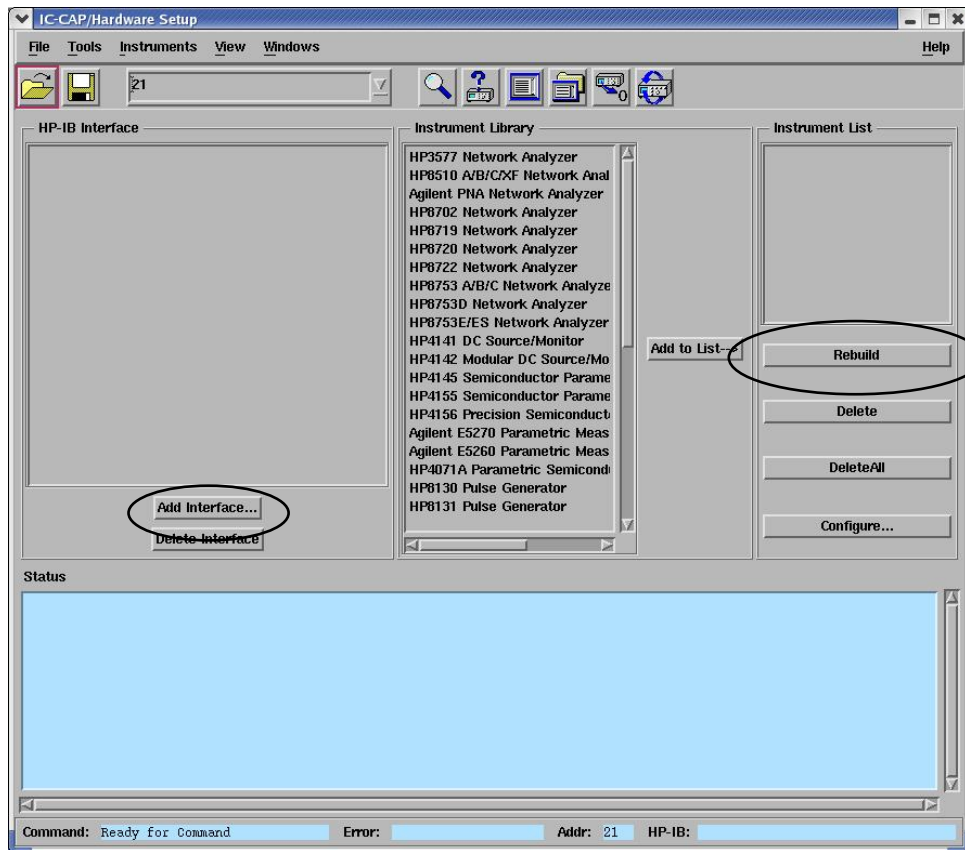 IC-CAP/Hardware Setup
File Tools Instruments View Windows Help
21
HP-IB Interface
Add Interface...
Delete Interface
Instrument Library
HP3577 Network Analyzer
HP8510 A/B/C/XF Network Anal
Agilent PNA Network Analyzer
HP8702 Network Analyzer
HP8719 Network Analyzer
HP8720 Network Analyzer
HP8722 Network Analyzer
HP8753 A/B/C Network Analyze
HP8753D Network Analyzer
HP8753E/ES Network Analyzer
HP4141 DC Source/Monitor
HP4142 Modular DC Source/Mo
HP4145 Semiconductor Parame
HP4155 Semiconductor Parame
HP4156 Precision Semiconduct
Agilent E5270 Parametric Meas
Agilent E5260 Parametric Meas
HP4071A Parametric Semicond
HP8130 Pulse Generator
HP8131 Pulse Generator
Add to List-->
Instrument List
Rebuild
Delete
DeleteAll
Configure...
Status
Command: Ready for Command Error: Addr: 21 HP-IB: